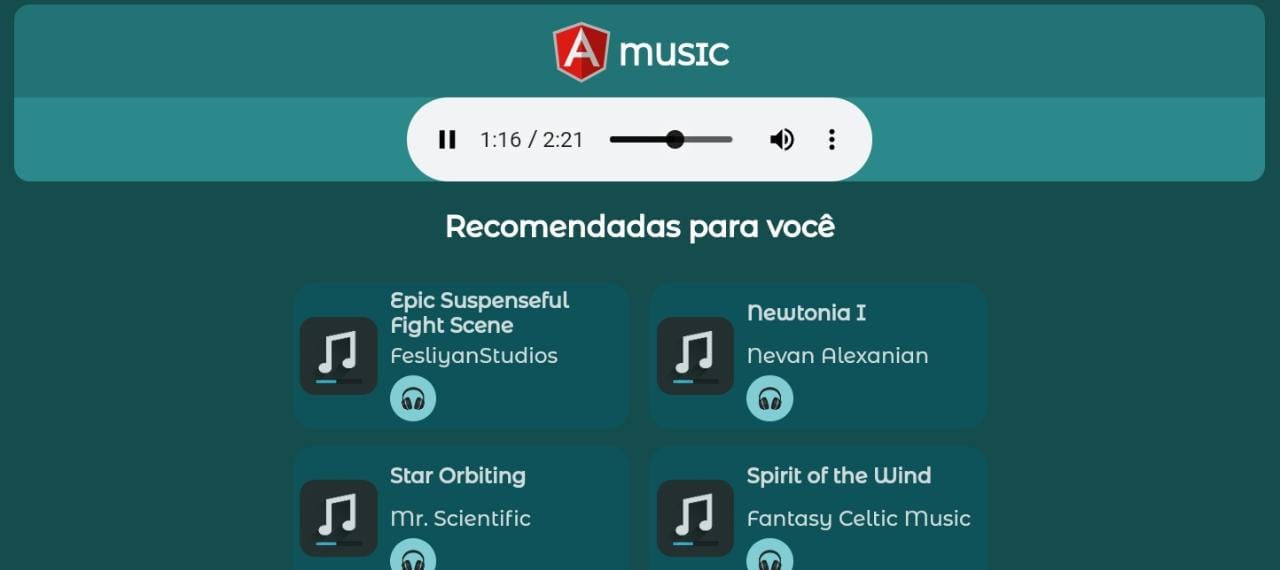 A music
1:16 / 2:21
Recomendadas para você
Epic Suspenseful
Fight Scene
FesliyanStudios
Newtonia I
Nevan Alexanian
Star Orbiting
Mr. Scientific
Spirit of the Wind
Fantasy Celtic Music